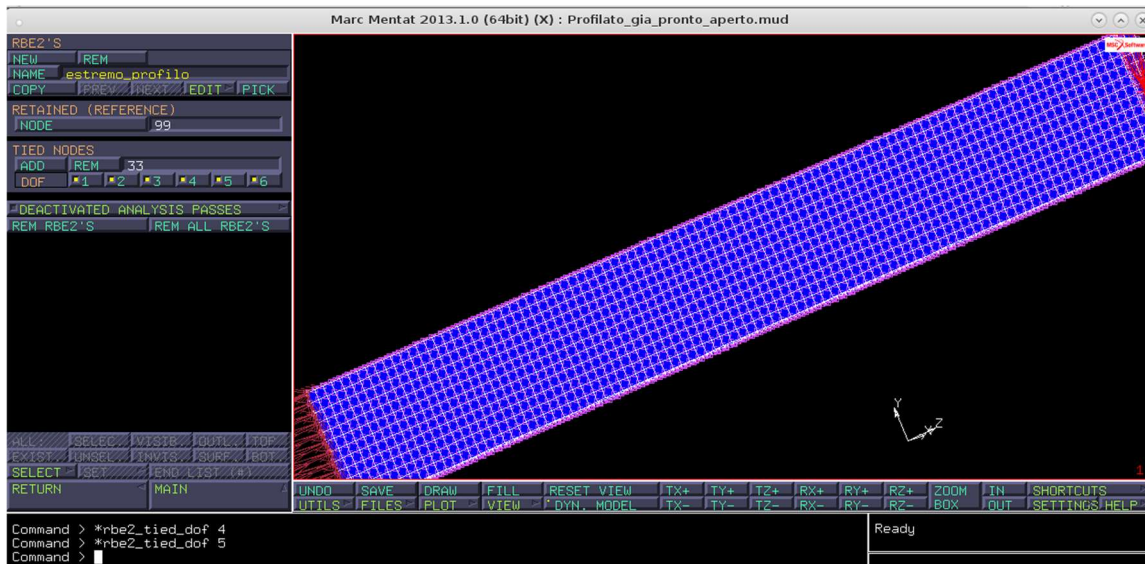 Marc Mentat 2013.1.0 (64bit) (X) : Profilato_gia_pronto_aperto.mud
RBE2'S
NEW REM
NAME estremo_profilo
COPY PREV NEXT EDIT PICK
RETAINED (REFERENCE)
NODE 99
TIED NODES
ADD REM 33
DOF 1 2 3 4 5 6
DEACTIVATED ANALYSIS PASSES
REM RBE2'S REM ALL RBE2'S
MSC Software
Y
Z
X
1
ALL: SELEC. VISIB. OUTL. TOP
EXIST. UNSEL. INVIS. SURF. BOT.
SELECT SET END LIST (#)
RETURN MAIN
UNDO SAVE DRAW FILL RESET VIEW TX+ TY+ TZ+ RX+ RY+ RZ+ ZOOM IN SHORTCUTS
UTILS FILES PLOT VIEW DYN. MODEL TX- TY- TZ- RX- RY- RZ- BOX OUT SETTINGS HELP
Command > *rbe2_tied_dof 4
Command > *rbe2_tied_dof 5
Command >
Ready